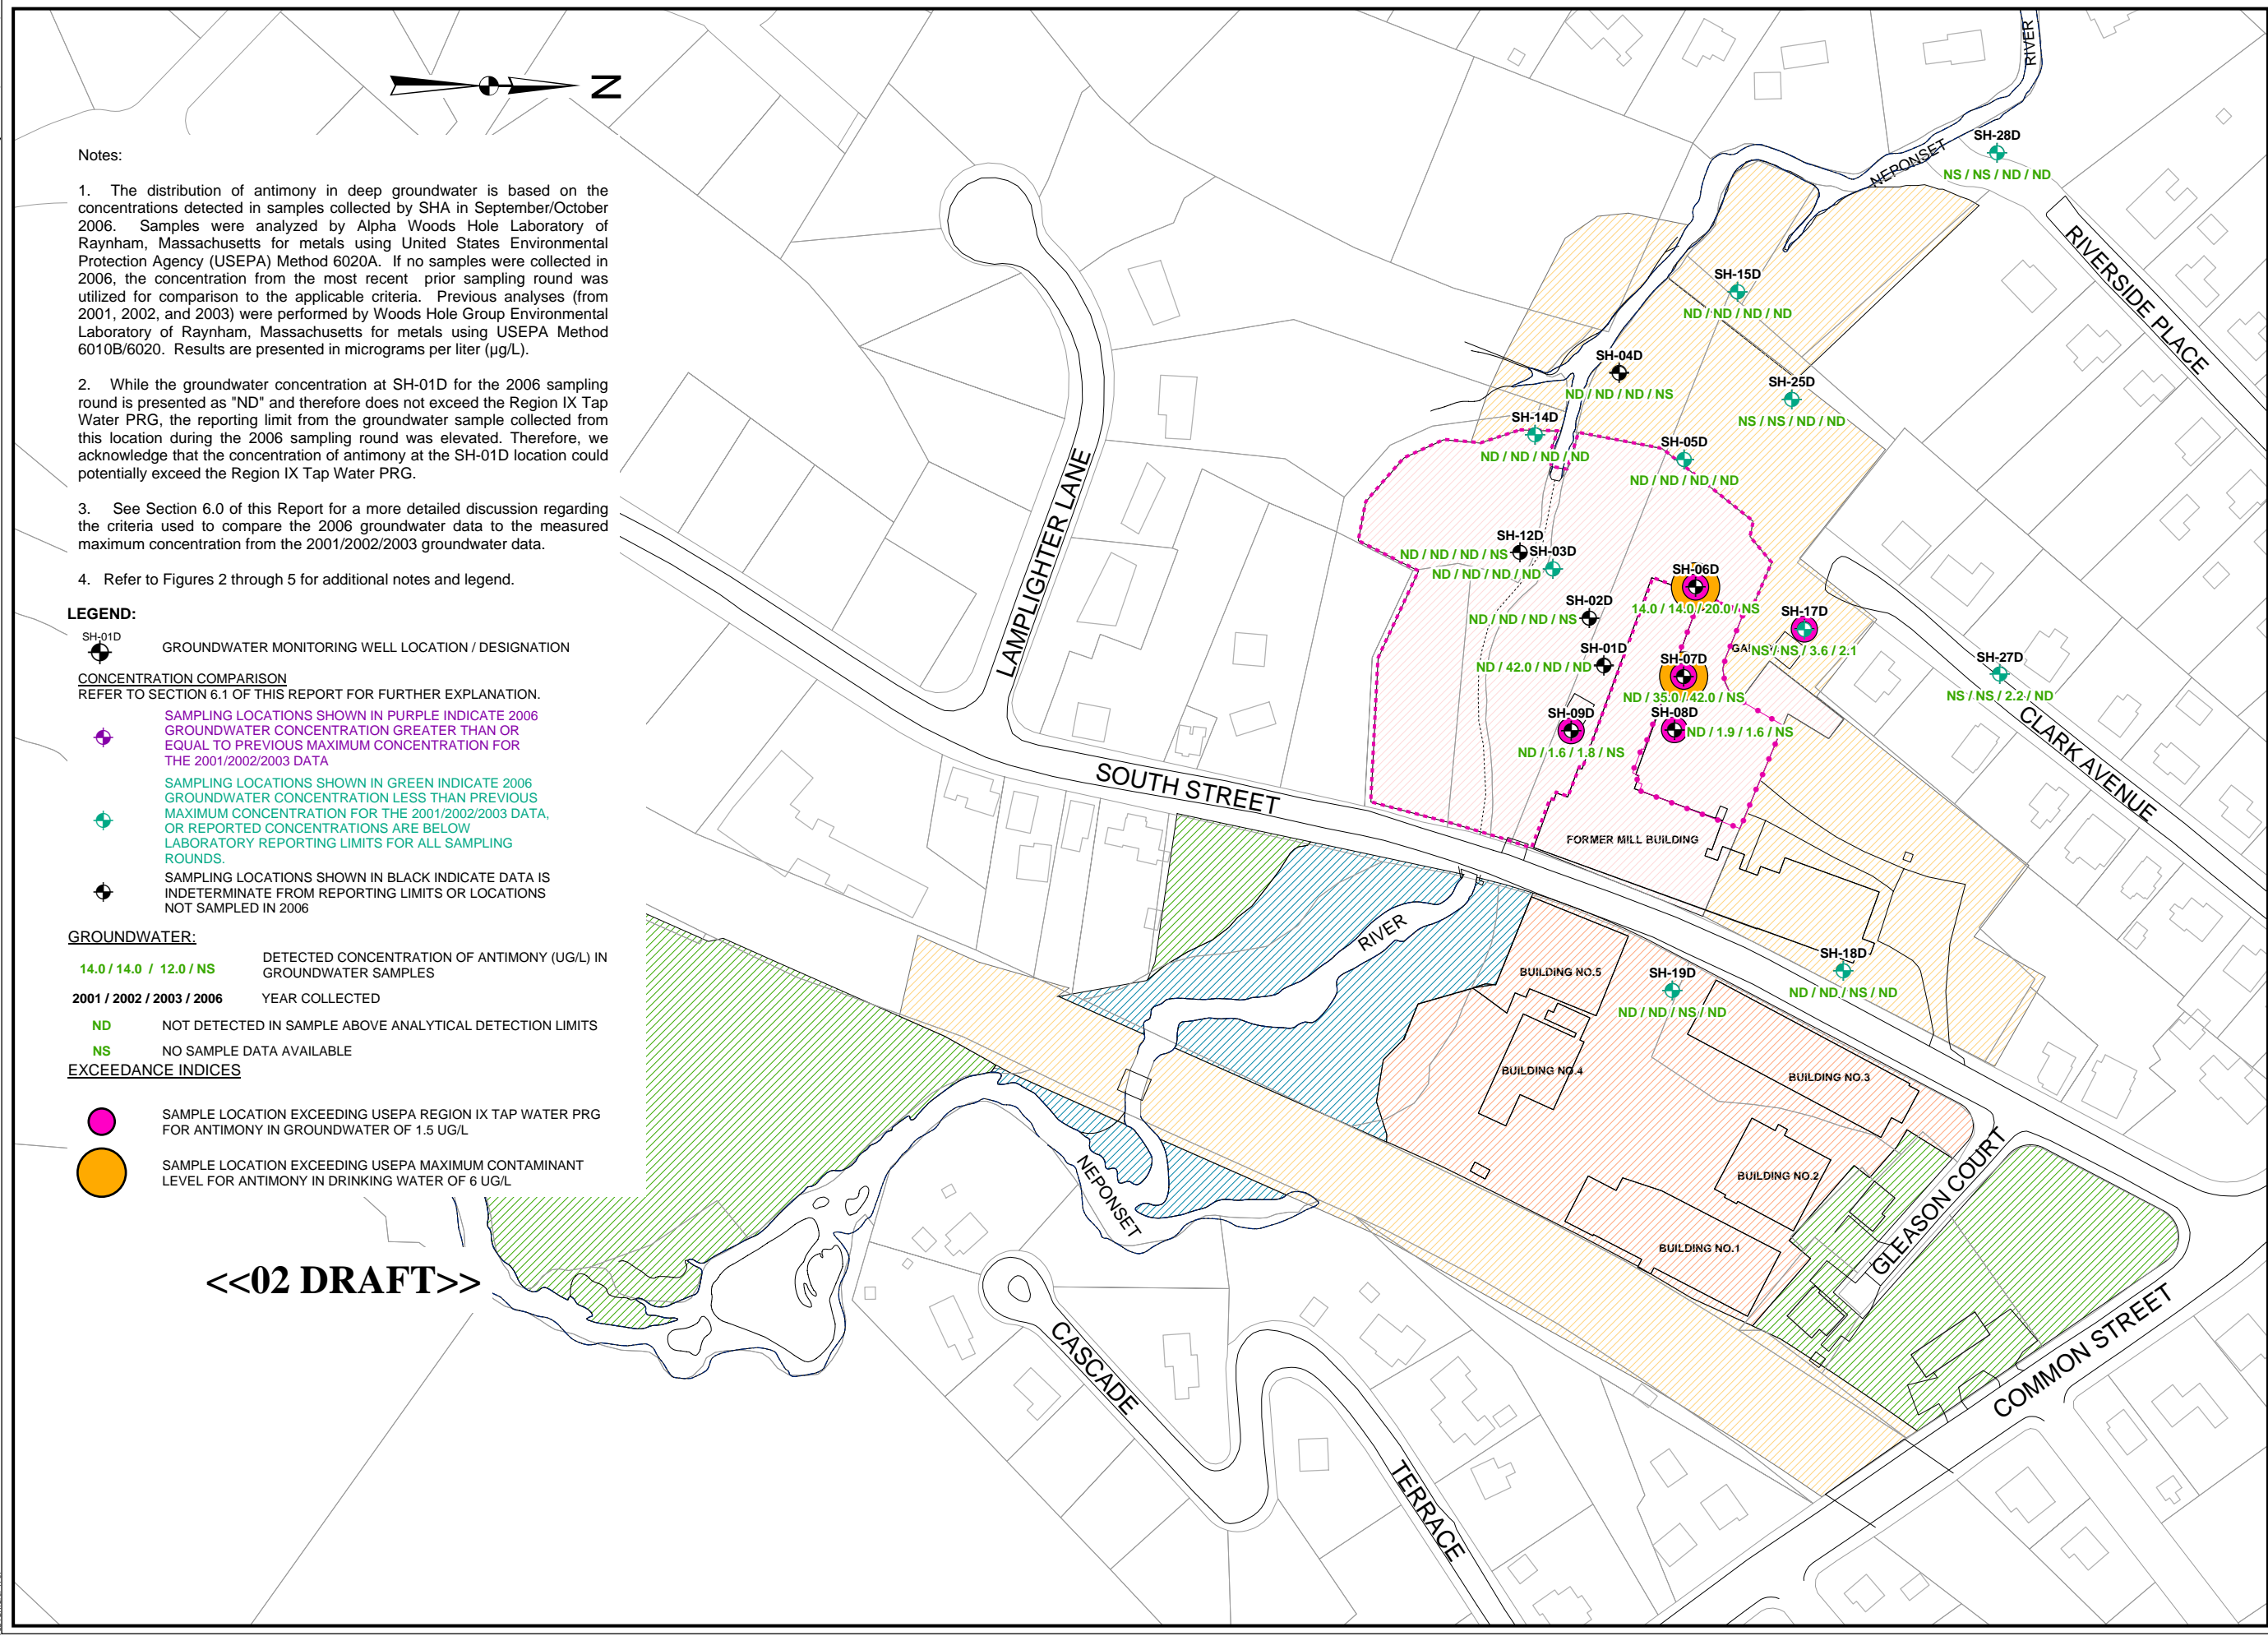 N
Notes:
1. The distribution of antimony in deep groundwater is based on the
concentrations detected in samples collected by SHA in September/October
2006. Samples were analyzed by Alpha Woods Hole Laboratory of
Raynham, Massachusetts for metals using United States Environmental
Protection Agency (USEPA) Method 6020A. If no samples were collected in
2006, the concentration from the most recent prior sampling round was
utilized for comparison to the applicable criteria. Previous analyses (from
2001, 2002, and 2003) were performed by Woods Hole Group Environmental
Laboratory of Raynham, Massachusetts for metals using USEPA Method
6010B/6020. Results are presented in micrograms per liter (µg/L).
2. While the groundwater concentration at SH-01D for the 2006 sampling
round is presented as "ND" and therefore does not exceed the Region IX Tap
Water PRG, the reporting limit from the groundwater sample collected from
this location during the 2006 sampling round was elevated. Therefore, we
acknowledge that the concentration of antimony at the SH-01D location could
potentially exceed the Region IX Tap Water PRG.
3. See Section 6.0 of this Report for a more detailed discussion regarding
the criteria used to compare the 2006 groundwater data to the measured
maximum concentration from the 2001/2002/2003 groundwater data.
4. Refer to Figures 2 through 5 for additional notes and legend.
LEGEND:
SH-01D
GROUNDWATER MONITORING WELL LOCATION / DESIGNATION
CONCENTRATION COMPARISON
REFER TO SECTION 6.1 OF THIS REPORT FOR FURTHER EXPLANATION.
SAMPLING LOCATIONS SHOWN IN PURPLE INDICATE 2006
GROUNDWATER CONCENTRATION GREATER THAN OR
EQUAL TO PREVIOUS MAXIMUM CONCENTRATION FOR
THE 2001/2002/2003 DATA
SAMPLING LOCATIONS SHOWN IN GREEN INDICATE 2006
GROUNDWATER CONCENTRATION LESS THAN PREVIOUS
MAXIMUM CONCENTRATION FOR THE 2001/2002/2003 DATA,
OR REPORTED CONCENTRATIONS ARE BELOW
LABORATORY REPORTING LIMITS FOR ALL SAMPLING
ROUNDS.
SAMPLING LOCATIONS SHOWN IN BLACK INDICATE DATA IS
INDETERMINATE FROM REPORTING LIMITS OR LOCATIONS
NOT SAMPLED IN 2006
GROUNDWATER:
14.0 / 14.0 / 12.0 / NS
DETECTED CONCENTRATION OF ANTIMONY (UG/L) IN
GROUNDWATER SAMPLES
2001 / 2002 / 2003 / 2006 YEAR COLLECTED
ND NOT DETECTED IN SAMPLE ABOVE ANALYTICAL DETECTION LIMITS
NS NO SAMPLE DATA AVAILABLE
EXCEEDANCE INDICES
SAMPLE LOCATION EXCEEDING USEPA REGION IX TAP WATER PRG
FOR ANTIMONY IN GROUNDWATER OF 1.5 UG/L
SAMPLE LOCATION EXCEEDING USEPA MAXIMUM CONTAMINANT
LEVEL FOR ANTIMONY IN DRINKING WATER OF 6 UG/L
<<02 DRAFT>>
RIVER
NEPONSET
SH-28D
NS / NS / ND / ND
RIVERSIDE PLACE
SH-15D
ND / ND / ND / ND
SH-04D
ND / ND / ND / NS
SH-25D
NS / NS / ND / ND
SH-14D
ND / ND / ND / ND
SH-05D
ND / ND / ND / ND
LAMPLIGHTER LANE
SH-12D
ND / ND / ND / NS
SH-03D
ND / ND / ND / ND
SH-06D
14.0 / 14.0 / 20.0 / NS
SH-02D
ND / ND / ND / NS
SH-17D
NS / NS / 3.6 / 2.1
SH-01D
ND / 42.0 / ND / ND
SH-07D
ND / 35.0 / 42.0 / NS
SH-27D
NS / NS / 2.2 / ND
SH-09D
ND / 1.6 / 1.8 / NS
SH-08D
ND / 1.9 / 1.6 / NS
CLARK AVENUE
SOUTH STREET
FORMER MILL BUILDING
RIVER
SH-18D
ND / ND / NS / ND
BUILDING NO.5
SH-19D
ND / ND / NS / ND
BUILDING NO.4
BUILDING NO.3
BUILDING NO.2
BUILDING NO.1
NEPONSET
GLEASON COURT
COMMON STREET
CASCADE
TERRACE